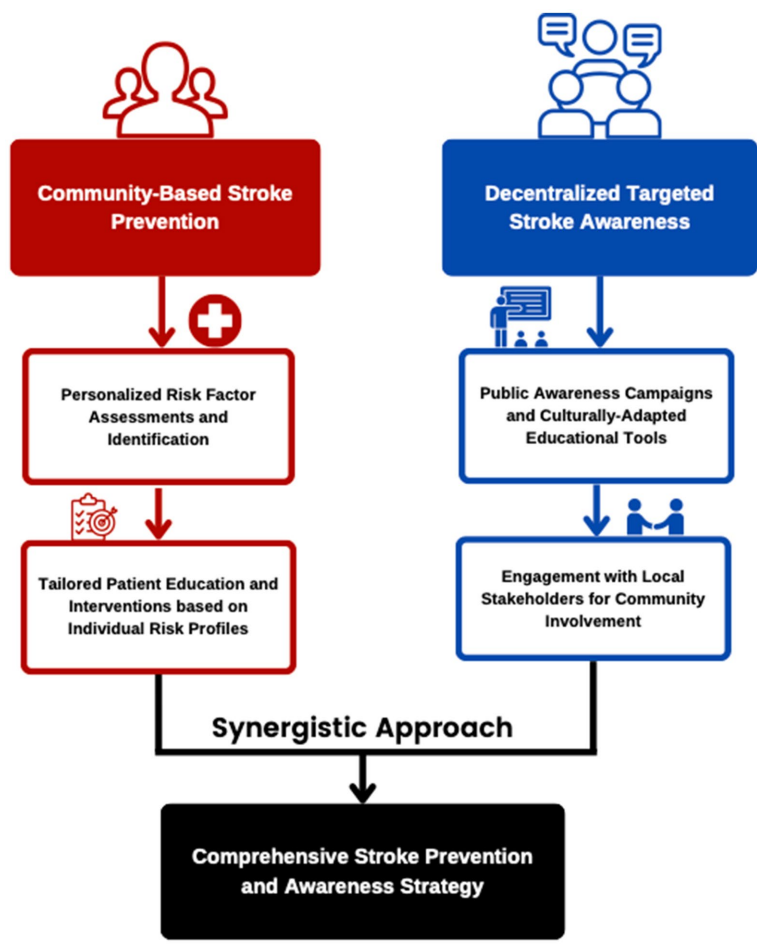 Community-Based Stroke
Prevention
Decentralized Targeted
Stroke Awareness
Personalized Risk Factor
Assessments and
Identification
Public Awareness Campaigns
and Culturally-Adapted
Educational Tools
Tailored Patient Education and
Interventions based on
Individual Risk Profiles
Engagement with Local
Stakeholders for Community
Involvement
Synergistic Approach
Comprehensive Stroke Prevention
and Awareness Strategy